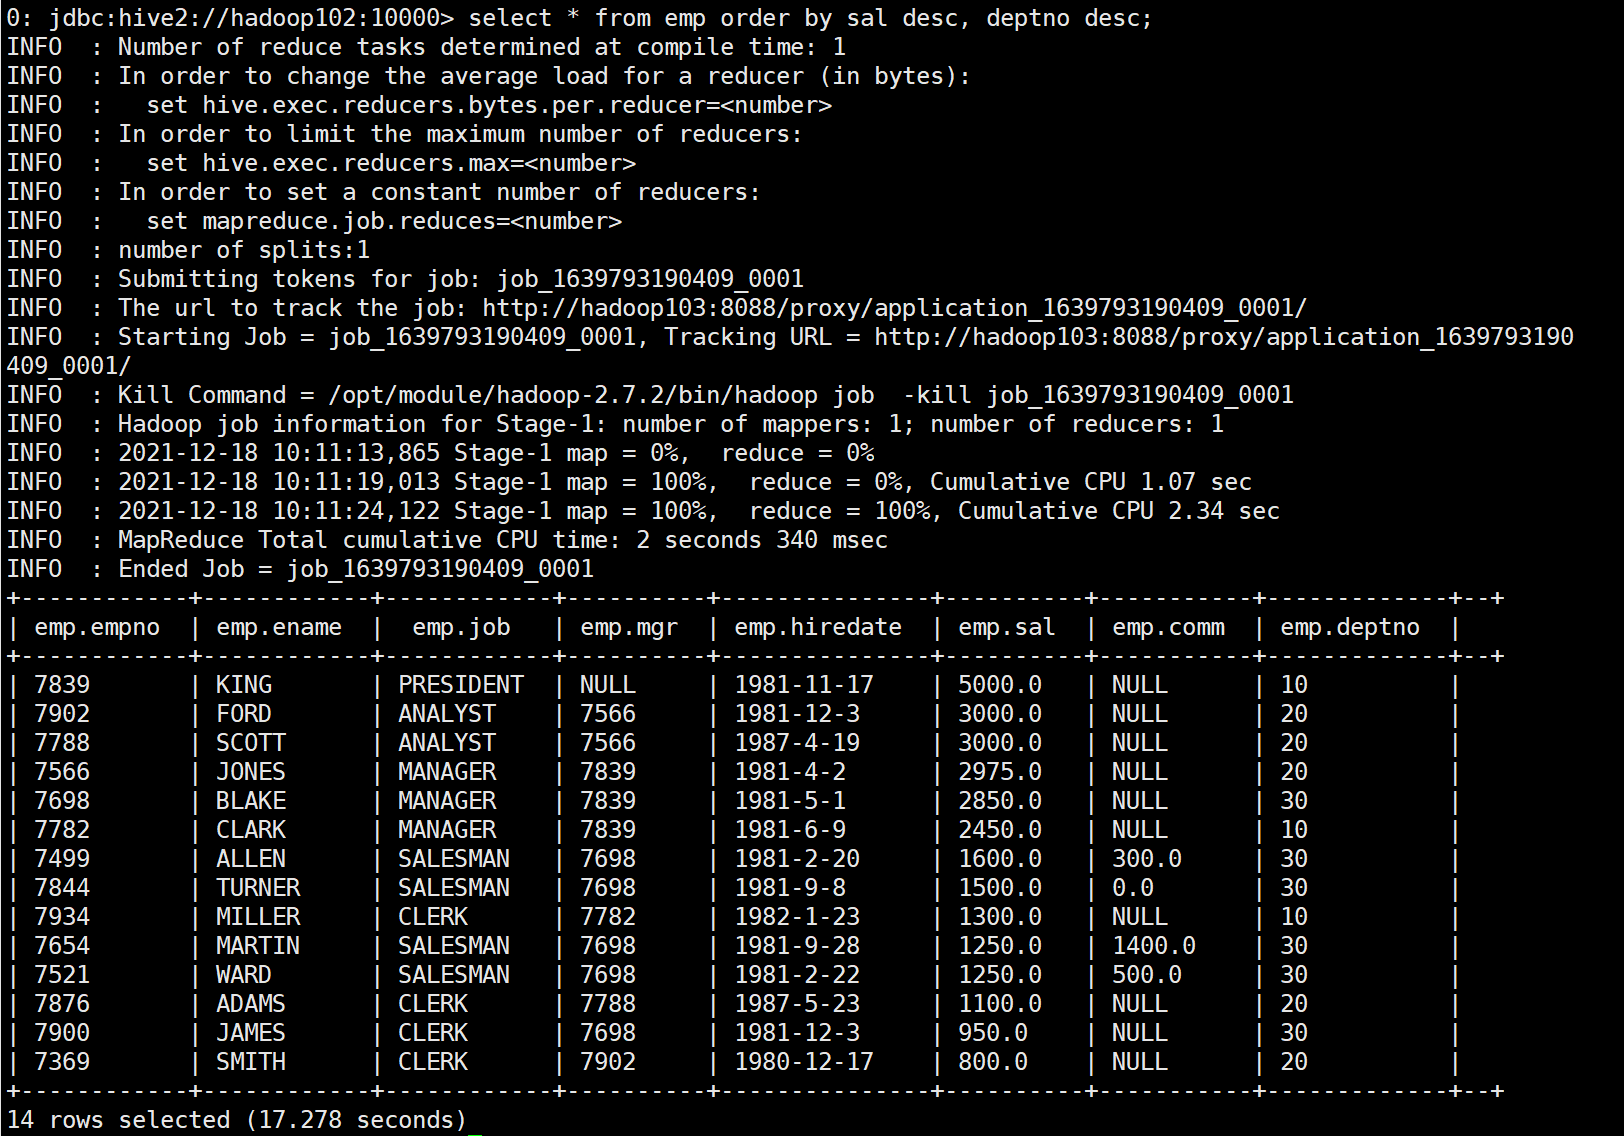 0: jdbc:hive2://hadoop102:10000> select * from emp order by sal desc, deptno desc;
INFO  : Number of reduce tasks determined at compile time: 1
INFO  : In order to change the average load for a reducer (in bytes):
INFO  :   set hive.exec.reducers.bytes.per.reducer=<number>
INFO  : In order to limit the maximum number of reducers:
INFO  :   set hive.exec.reducers.max=<number>
INFO  : In order to set a constant number of reducers:
INFO  :   set mapreduce.job.reduces=<number>
INFO  : number of splits:1
INFO  : Submitting tokens for job: job_1639793190409_0001
INFO  : The url to track the job: http://hadoop103:8088/proxy/application_1639793190409_0001/
INFO  : Starting Job = job_1639793190409_0001, Tracking URL = http://hadoop103:8088/proxy/application_1639793190
409_0001/
INFO  : Kill Command = /opt/module/hadoop-2.7.2/bin/hadoop job  -kill job_1639793190409_0001
INFO  : Hadoop job information for Stage-1: number of mappers: 1; number of reducers: 1
INFO  : 2021-12-18 10:11:13,865 Stage-1 map = 0%,  reduce = 0%
INFO  : 2021-12-18 10:11:19,013 Stage-1 map = 100%,  reduce = 0%, Cumulative CPU 1.07 sec
INFO  : 2021-12-18 10:11:24,122 Stage-1 map = 100%,  reduce = 100%, Cumulative CPU 2.34 sec
INFO  : MapReduce Total cumulative CPU time: 2 seconds 340 msec
INFO  : Ended Job = job_1639793190409_0001
+------------+------------+------------+----------+---------------+----------+-----------+-------------+--+
| emp.empno  | emp.ename  |  emp.job   | emp.mgr  | emp.hiredate  | emp.sal  | emp.comm  | emp.deptno  |
+------------+------------+------------+----------+---------------+----------+-----------+-------------+--+
| 7839       | KING       | PRESIDENT  | NULL     | 1981-11-17    | 5000.0   | NULL      | 10          |
| 7902       | FORD       | ANALYST    | 7566     | 1981-12-3     | 3000.0   | NULL      | 20          |
| 7788       | SCOTT      | ANALYST    | 7566     | 1987-4-19     | 3000.0   | NULL      | 20          |
| 7566       | JONES      | MANAGER    | 7839     | 1981-4-2      | 2975.0   | NULL      | 20          |
| 7698       | BLAKE      | MANAGER    | 7839     | 1981-5-1      | 2850.0   | NULL      | 30          |
| 7782       | CLARK      | MANAGER    | 7839     | 1981-6-9      | 2450.0   | NULL      | 10          |
| 7499       | ALLEN      | SALESMAN   | 7698     | 1981-2-20     | 1600.0   | 300.0     | 30          |
| 7844       | TURNER     | SALESMAN   | 7698     | 1981-9-8      | 1500.0   | 0.0       | 30          |
| 7934       | MILLER     | CLERK      | 7782     | 1982-1-23     | 1300.0   | NULL      | 10          |
| 7654       | MARTIN     | SALESMAN   | 7698     | 1981-9-28     | 1250.0   | 1400.0    | 30          |
| 7521       | WARD       | SALESMAN   | 7698     | 1981-2-22     | 1250.0   | 500.0     | 30          |
| 7876       | ADAMS      | CLERK      | 7788     | 1987-5-23     | 1100.0   | NULL      | 20          |
| 7900       | JAMES      | CLERK      | 7698     | 1981-12-3     | 950.0    | NULL      | 30          |
| 7369       | SMITH      | CLERK      | 7902     | 1980-12-17    | 800.0    | NULL      | 20          |
+------------+------------+------------+----------+---------------+----------+-----------+-------------+--+
14 rows selected (17.278 seconds)